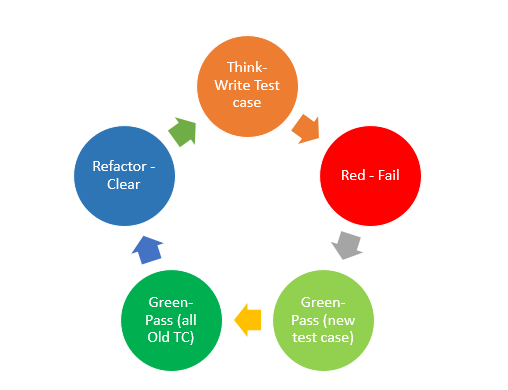 Think-
Write Test
case
Red - Fail
Green-
Pass (new
test case)
Green-
Pass (all
Old TC)
Refactor -
Clear